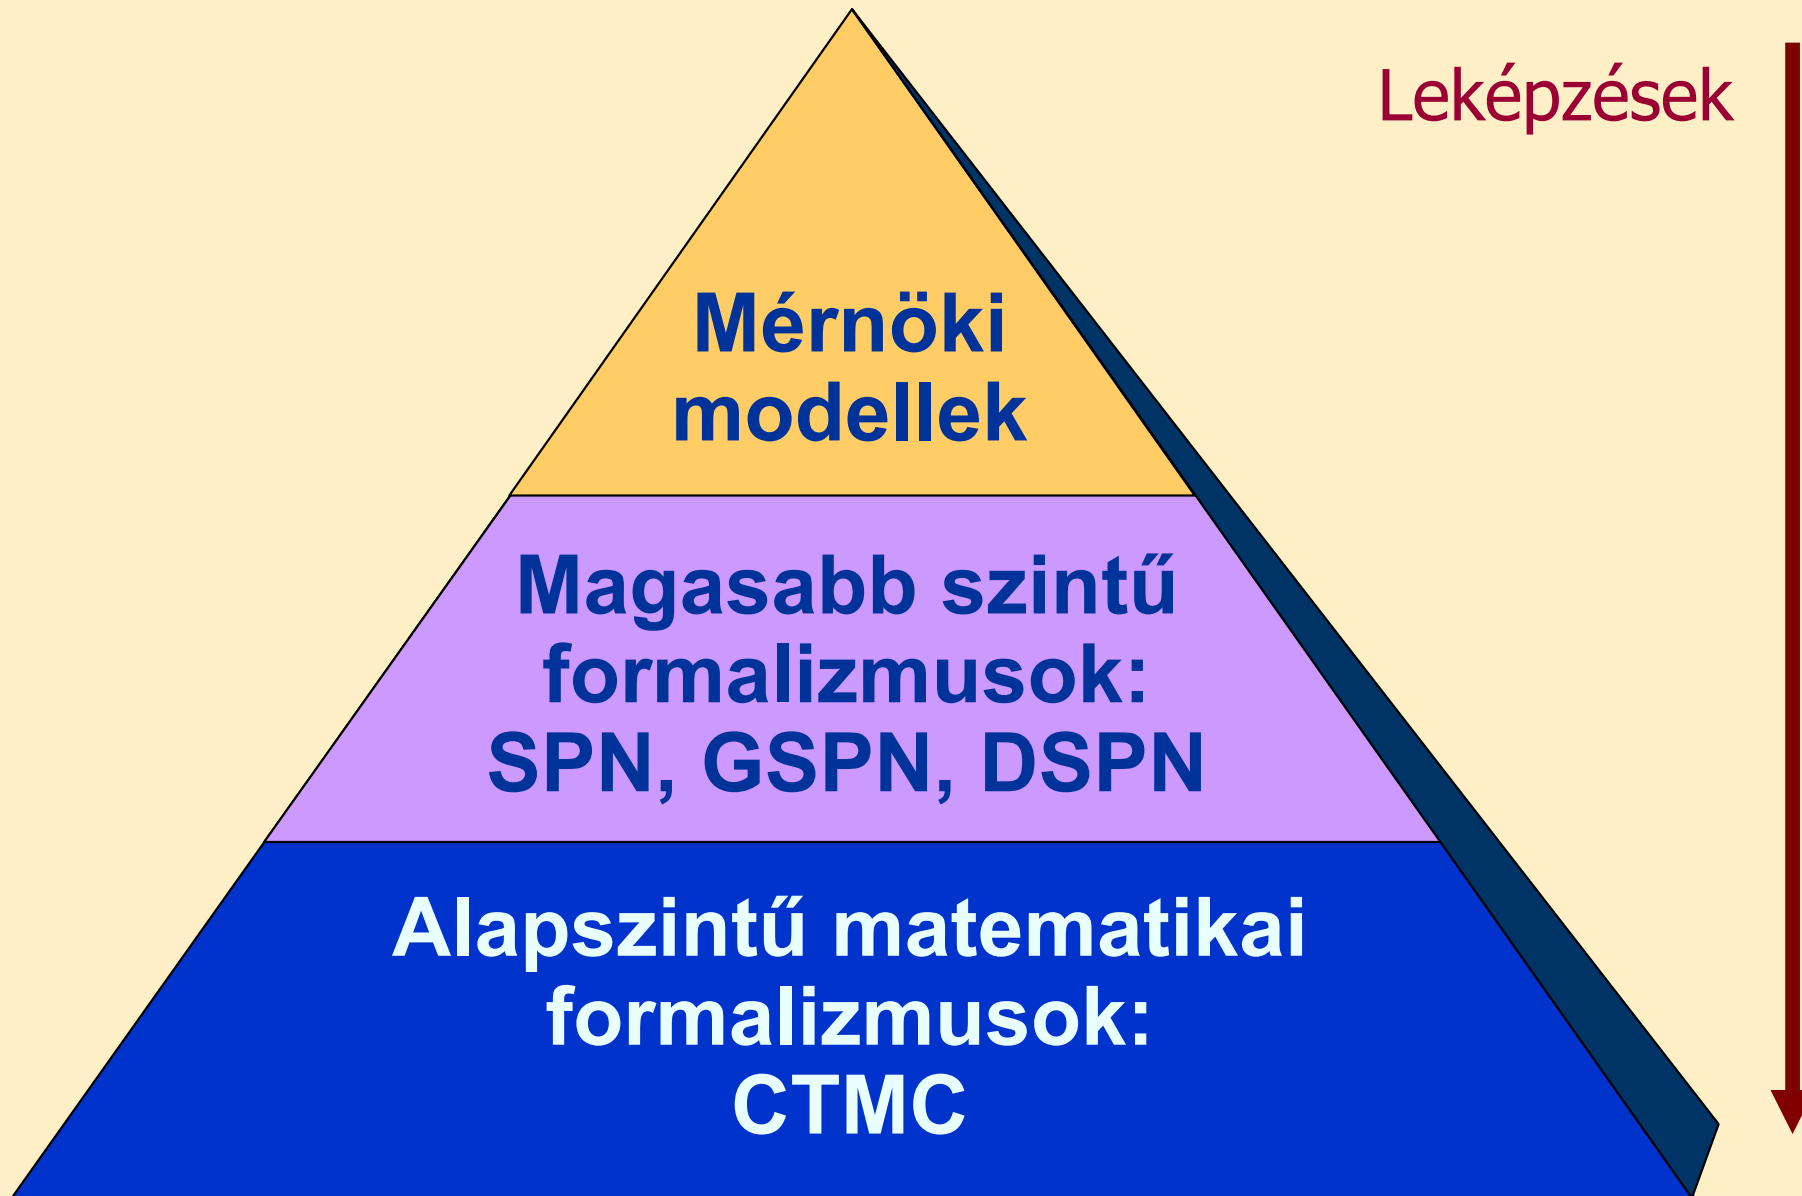 Leképzések
Mérnöki
modellek
Magasabb szintű
formalizmusok:
SPN, GSPN, DSPN
Alapszintű matematikai
formalizmusok:
CTMC